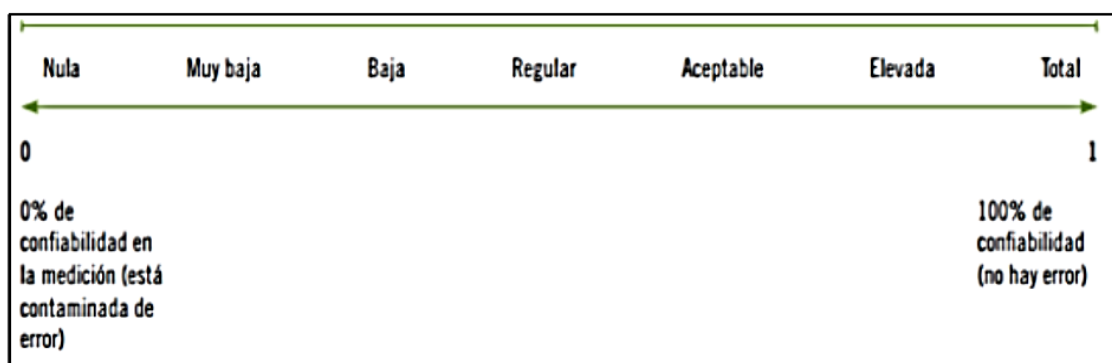 Nula Muy baja Baja Regular Aceptable Elevada Total
0 1
0% de
confiabilidad en
la medición (está
contaminada de
error)
100% de
confiabilidad
(no hay error)